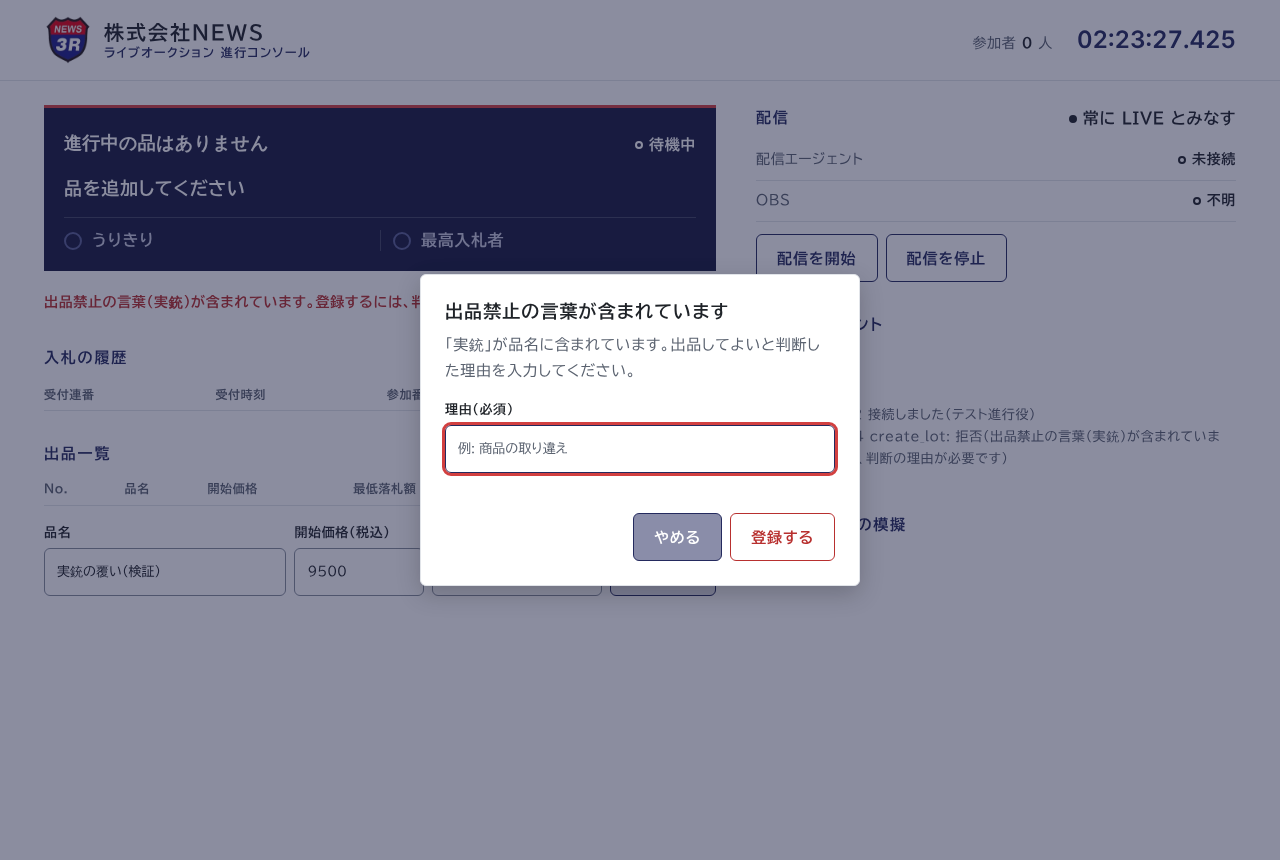 NEWS
3R
株式会社NEWS
ライブオークション 進行コンソール
参加者 0 人
02:23:27.425
進行中の品はありません
待機中
品を追加してください
うりきり
最高入札者
出品禁止の言葉(実銃)が含まれています。登録するには、
入札の履歴
受付連番
受付時刻
出品一覧
No.
品名
開始価格
最低落札額
品名
開始価格(税込)
実銃の覆い(検証)
9500
配信
常に LIVE とみなす
配信エージェント
未接続
OBS
不明
配信を開始
配信を停止
接続しました(テスト進行役)
create_lot: 拒否(出品禁止の言葉(実銃)が含まれていま
判断の理由が必要です)
の模擬
出品禁止の言葉が含まれています
「実銃」が品名に含まれています。出品してよいと判断し
た理由を入力してください。
理由(必須)
例: 商品の取り違え
やめる
登録する